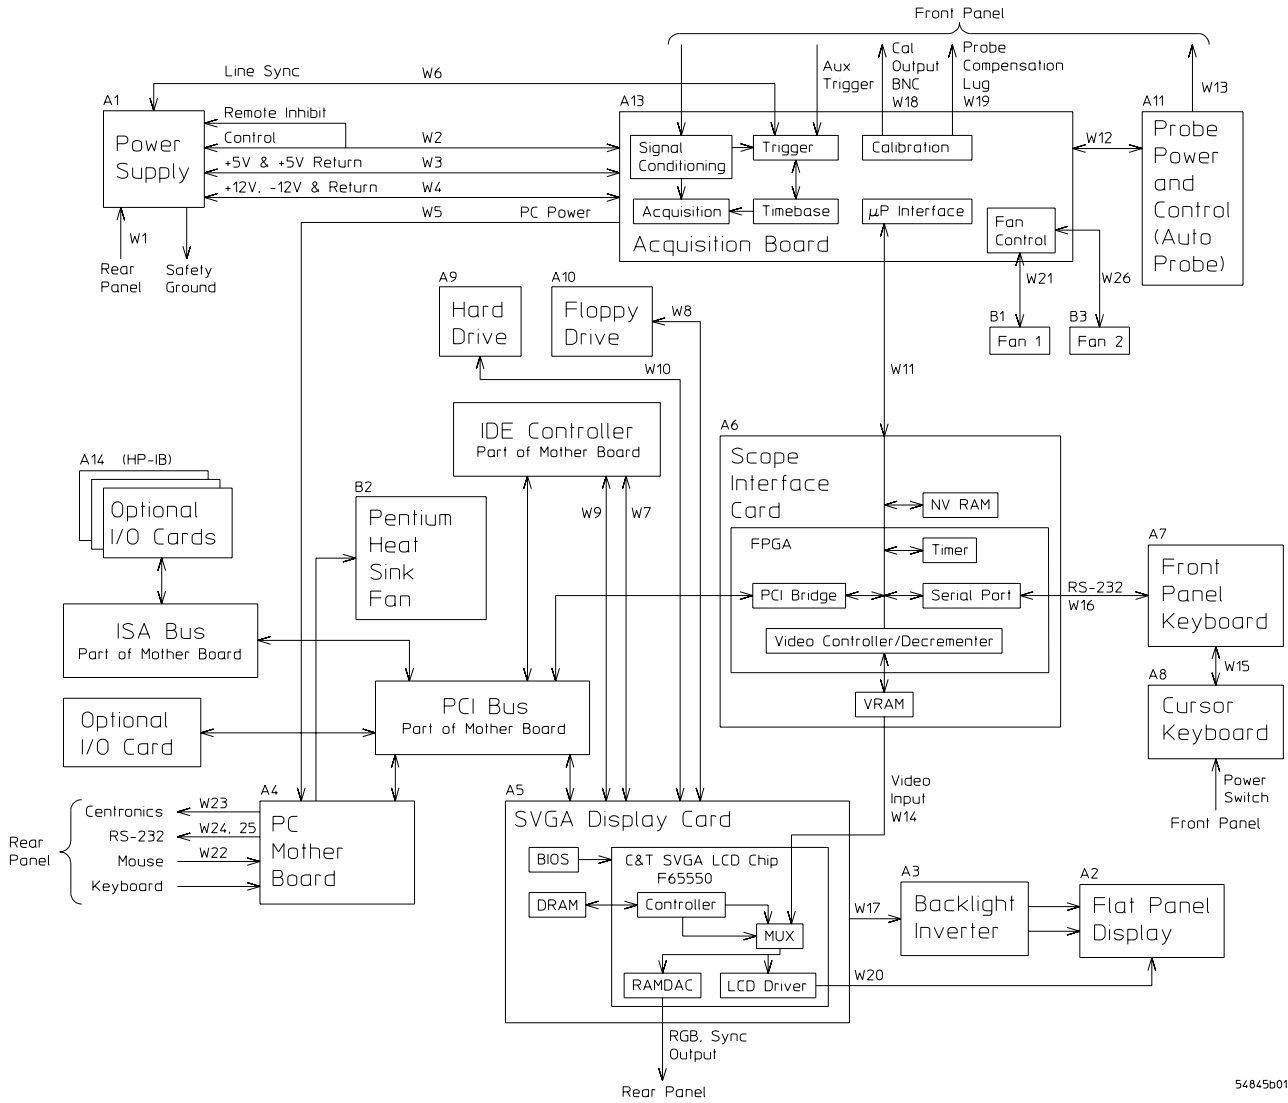 Front Panel
Line Sync
W6
Aux
Trigger
Cal
Output
BNC
W18
Probe
Compensation
Lug
W19
W13
A1
Power
Supply
Remote Inhibit
Control
W2
+5V & +5V Return
W3
+12V, -12V & Return
W4
W5
PC Power
W1
Rear
Panel
Safety
Ground
A13
Signal
Conditioning
Trigger
Calibration
Acquisition
Timebase
µP Interface
Fan
Control
Acquisition Board
W12
A11
Probe
Power
and
Control
(Auto
Probe)
W21
W26
B1
Fan 1
B3
Fan 2
A9
Hard
Drive
A10
Floppy
Drive
W8
W10
W11
IDE Controller
Part of Mother Board
W9
W7
A14 (HP-IB)
Optional
I/O Cards
B2
Pentium
Heat
Sink
Fan
A6
Scope
Interface
Card
NV RAM
FPGA
Timer
PCI Bridge
Serial Port
Video Controller/Decrementer
VRAM
RS-232
W16
A7
Front
Panel
Keyboard
W15
A8
Cursor
Keyboard
Power
Switch
Front Panel
ISA Bus
Part of Mother Board
Optional
I/O Card
PCI Bus
Part of Mother Board
Video
Input
W14
Rear
Panel
Centronics
W23
RS-232
W24, 25
Mouse
W22
Keyboard
A4
PC
Mother
Board
A5
SVGA Display Card
BIOS
C&T SVGA LCD Chip
F65550
DRAM
Controller
MUX
RAMDAC
LCD Driver
W17
A3
Backlight
Inverter
A2
Flat Panel
Display
W20
RGB, Sync
Output
Rear Panel
54845b01